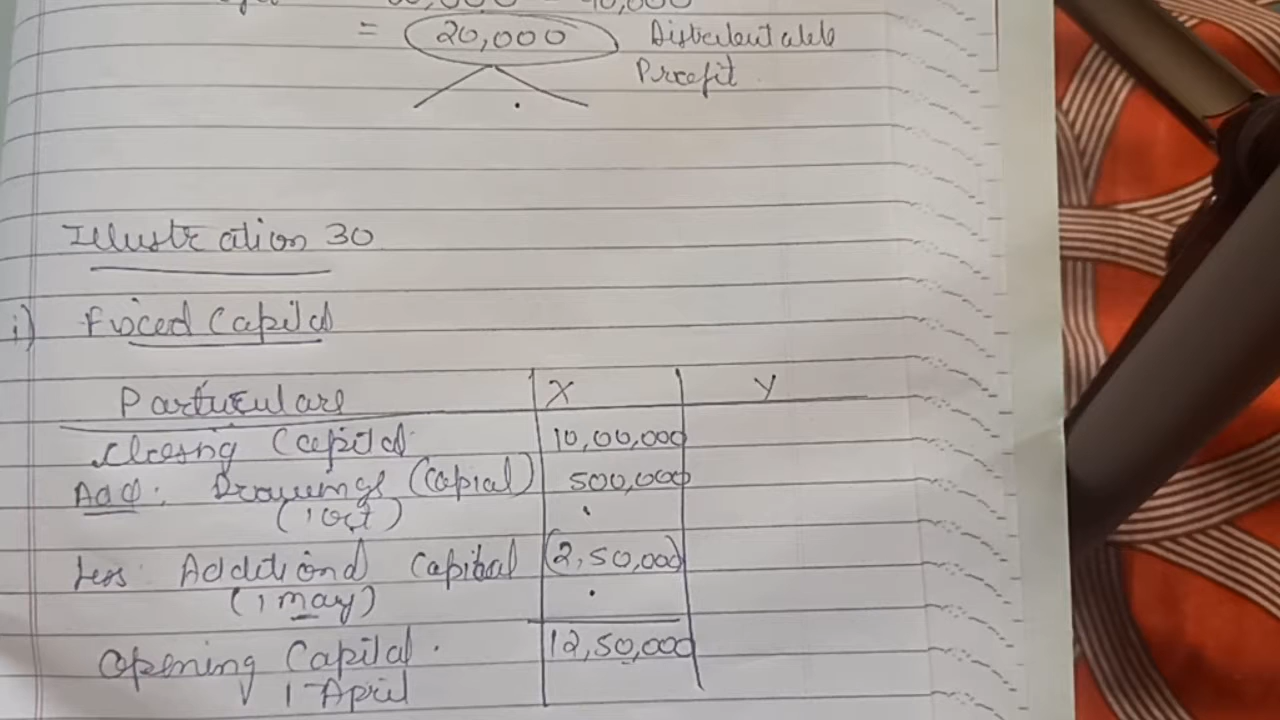 = 20,000 Distributable
Profit
Illustration 30
i) Fixed Capital
Particulars X Y
Closing Capital 10,00,000
Add: Drawings (Capial) 500,000
(1 Oct)
Less: Additional Capital (2,50,000)
(1 may)
Opening Capital. 12,50,000
1 April